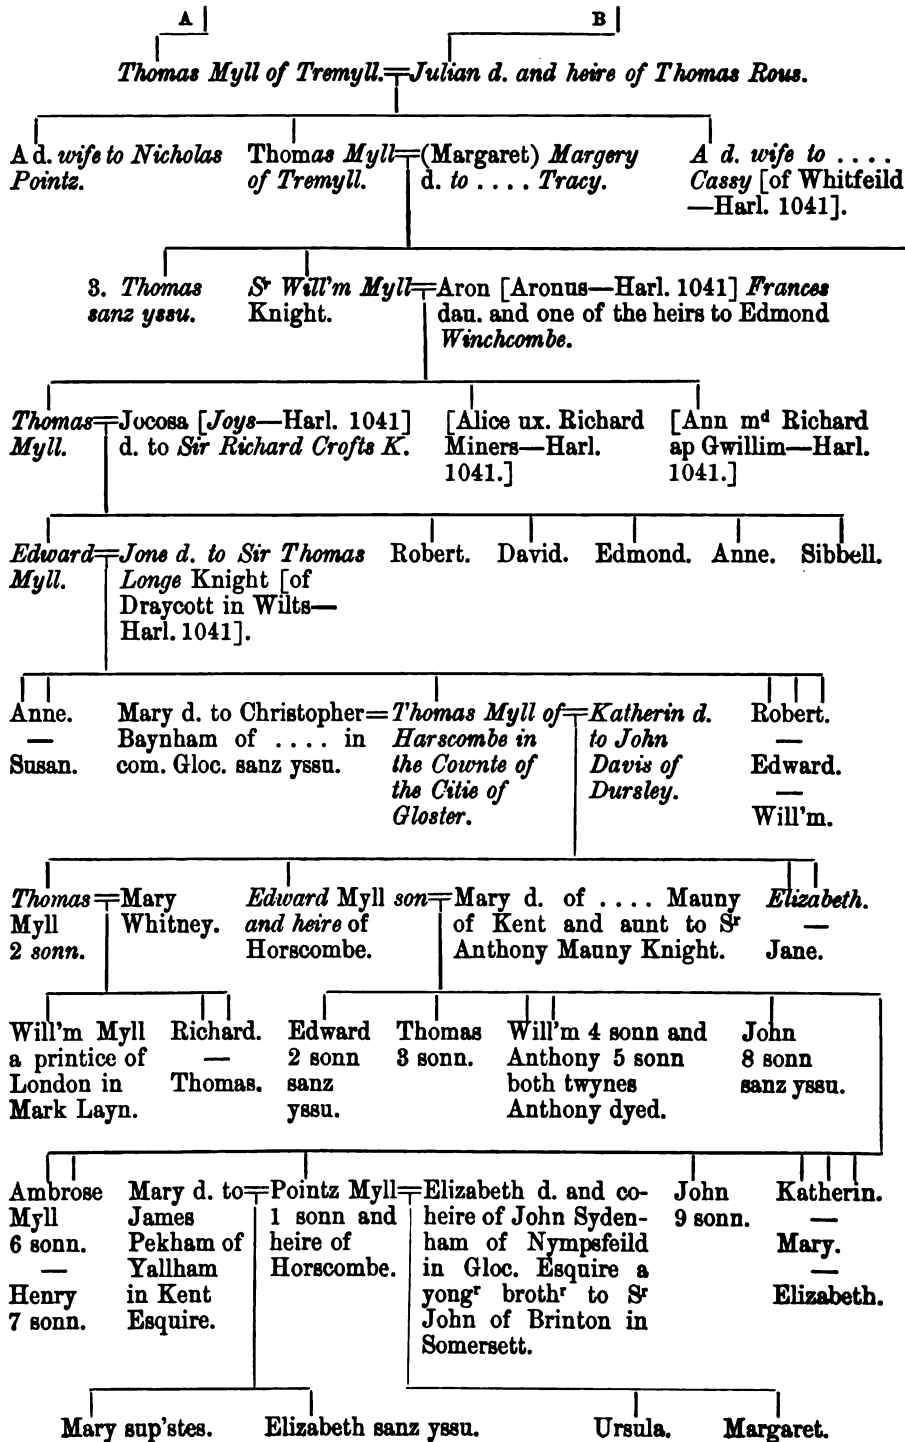 A B
Thomas Myll of Tremyll.=Julian d. and heire of Thomas Rous.
A d. wife to Nicholas
Pointz.
Thomas Myll=(Margaret) Margery
of Tremyll. d. to .... Tracy.
A d. wife to ....
Cassy [of Whitfeild
—Harl. 1041].
3. Thomas
sanz yssu.
Sr Will'm Myll=Aron [Aronus—Harl. 1041] Frances
Knight. dau. and one of the heirs to Edmond
Winchcombe.
Thomas=Jocosa [Joys—Harl. 1041]
Myll. d. to Sir Richard Crofts K.
[Alice ux. Richard
Miners—Harl.
1041.]
[Ann md Richard
ap Gwillim—Harl.
1041.]
Edward=Jone d. to Sir Thomas
Myll. Longe Knight [of
Draycott in Wilts—
Harl. 1041].
Robert. David. Edmond. Anne. Sibbell.
Anne.
—
Susan.
Mary d. to Christopher=Thomas Myll of=Katherin d.
Baynham of .... in Harscombe in to John
com. Gloc. sanz yssu. the Counte of Davis of
the Citie of Dursley.
Gloster.
Robert.
—
Edward.
—
Will'm.
Thomas=Mary
Myll Whitney.
2 sonn.
Edward Myll son=Mary d. of .... Mauny
and heire of of Kent and aunt to Sr
Horscombe. Anthony Mauny Knight.
Elizabeth.
—
Jane.
Will'm Myll
a printice of
London in
Mark Layn.
Richard.
—
Thomas.
Edward
2 sonn
sanz
yssu.
Thomas
3 sonn.
Will'm 4 sonn and
Anthony 5 sonn
both twynes
Anthony dyed.
John
8 sonn
sanz yssu.
Ambrose
Myll
6 sonn.
—
Henry
7 sonn.
Mary d. to=Pointz Myll=Elizabeth d. and co-
James 1 sonn and heire of John Syden-
Pekham of heire of ham of Nympsfeild
Yallham Horscombe. in Gloc. Esquire a
in Kent yongr brothr to Sr
Esquire. John of Brinton in
Somersett.
John
9 sonn.
Katherin.
—
Mary.
—
Elizabeth.
Mary sup'stes. Elizabeth sanz yssu. Ursula. Margaret.